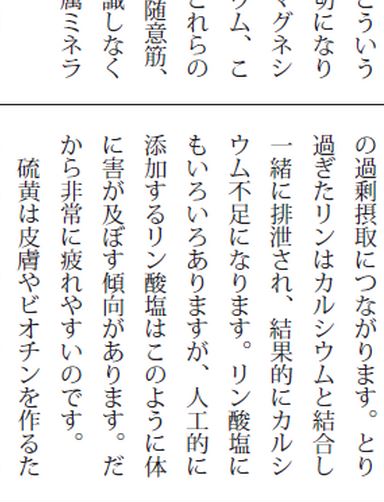 こういう
切になり
マグネシ
ウム、こ
これらの
随意筋、
識しなく
属ミネラ
の過剰摂取につながります。とり
過ぎたリンはカルシウムと結合し
一緒に排泄され、結果的にカルシ
ウム不足になります。リン酸塩に
もいろいろありますが、人工的に
添加するリン酸塩はこのように体
に害が及ぼす傾向があります。だ
から非常に疲れやすいのです。
硫黄は皮膚やビオチンを作るた